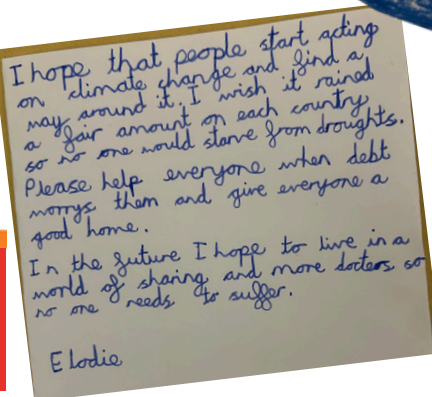 I hope that people start acting
on climate change and find a
way around it. I wish it rained
a fair amount on each country
so no one would starve from droughts.
Please help everyone when debt
worrys them and give everyone a
good home.
In the future I hope to live in a
world of sharing and more docters so
no one needs to suffer.
Elodie